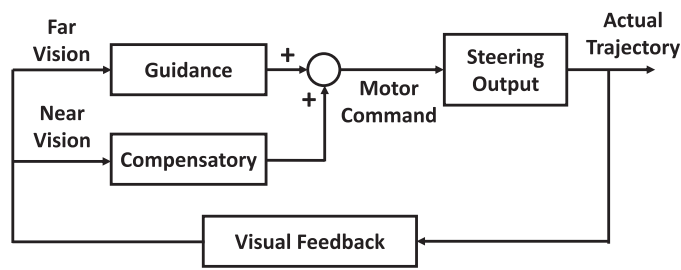 Far
Vision
Guidance
+
+
Motor
Command
Steering
Output
Actual
Trajectory
Near
Vision
Compensatory
Visual Feedback